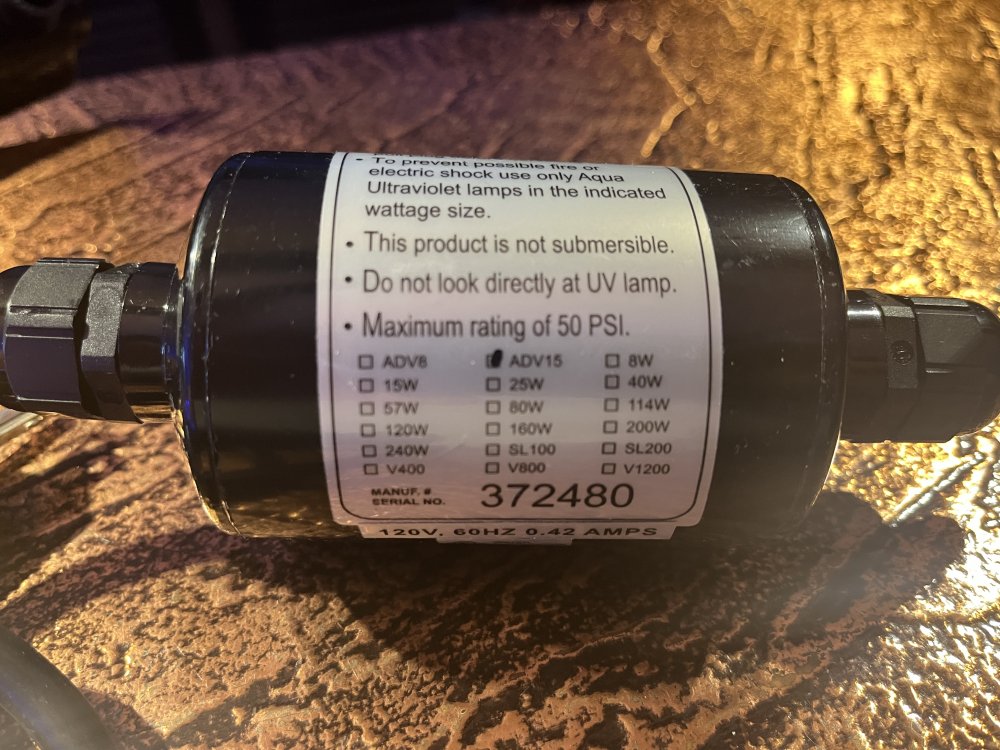 • To prevent possible fire or
electric shock use only Aqua
Ultraviolet lamps in the indicated
wattage size.
• This product is not submersible.
• Do not look directly at UV lamp.
• Maximum rating of 50 PSI.
☐ ADV8 ☑ ADV15 ☐ 8W
☐ 15W ☐ 25W ☐ 40W
☐ 57W ☐ 80W ☐ 114W
☐ 120W ☐ 160W ☐ 200W
☐ 240W ☐ SL100 ☐ SL200
☐ V400 ☐ V800 ☐ V1200
MANUF. #
SERIAL NO. 372480
120V, 60HZ 0.42 AMPS